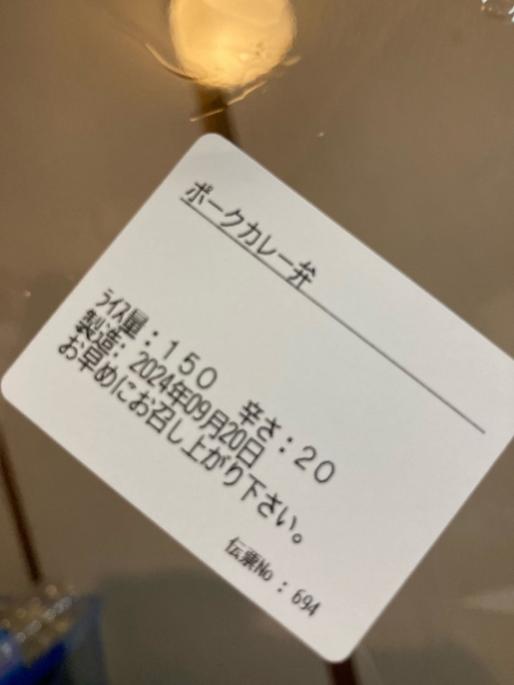 ポークカレー弁
ライス量：１５０　辛さ：２０
製造：2024年09月20日
お早めにお召し上がり下さい。
伝票No：694